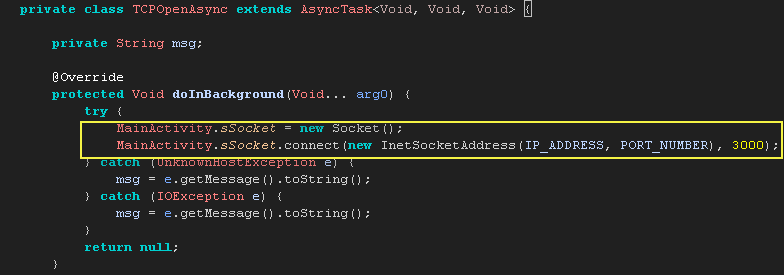 private class TCPOpenAsync extends AsyncTask<Void, Void, Void> {
private String msg;
@Override
protected Void doInBackground(Void... arg0) {
try {
MainActivity.sSocket = new Socket();
MainActivity.sSocket.connect(new InetSocketAddress(IP_ADDRESS, PORT_NUMBER), 3000);
} catch (UnknownHostException e) {
msg = e.getMessage().toString();
} catch (IOException e) {
msg = e.getMessage().toString();
}
return null;
}